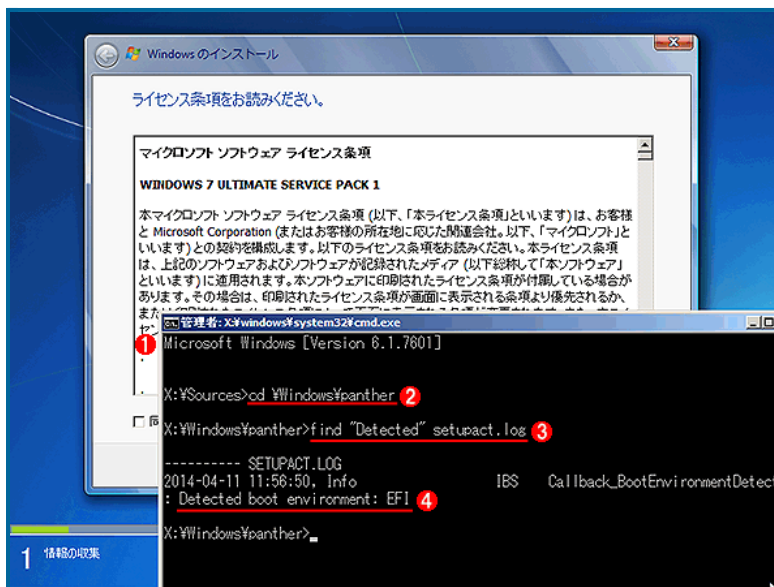 Windows のインストール
ライセンス条項をお読みください。
マイクロソフト ソフトウェア ライセンス条項
WINDOWS 7 ULTIMATE SERVICE PACK 1
本マイクロソフト ソフトウェア ライセンス条項 (以下、「本ライセンス条項」といいます) は、お客様
と Microsoft Corporation (またはお客様の所在地に応じた関連会社。以下、「マイクロソフト」と
いいます) との契約を構成します。以下のライセンス条項をお読みください。本ライセンス条項
は、上記のソフトウェアおよびソフトウェアが記録されたメディア (以下総称して「本ソフトウェア」
といいます) に適用されます。本ソフトウェアに印刷されたライセンス条項が付属している場合が
あります。その場合は、印刷されたライセンス条項が画面に表示される条項より優先されるか、
また
セン
管理者: X:¥windows¥system32¥cmd.exe
1 Microsoft Windows [Version 6.1.7601]
X:¥Sources>cd ¥Windows¥panther 2
X:¥Windows¥panther>find "Detected" setupact.log 3
---------- SETUPACT.LOG
2014-04-11 11:56:50, Info IBS Callback_BootEnvironmentDetect
: Detected boot environment: EFI 4
X:¥Windows¥panther>_
同
1 情報の収集